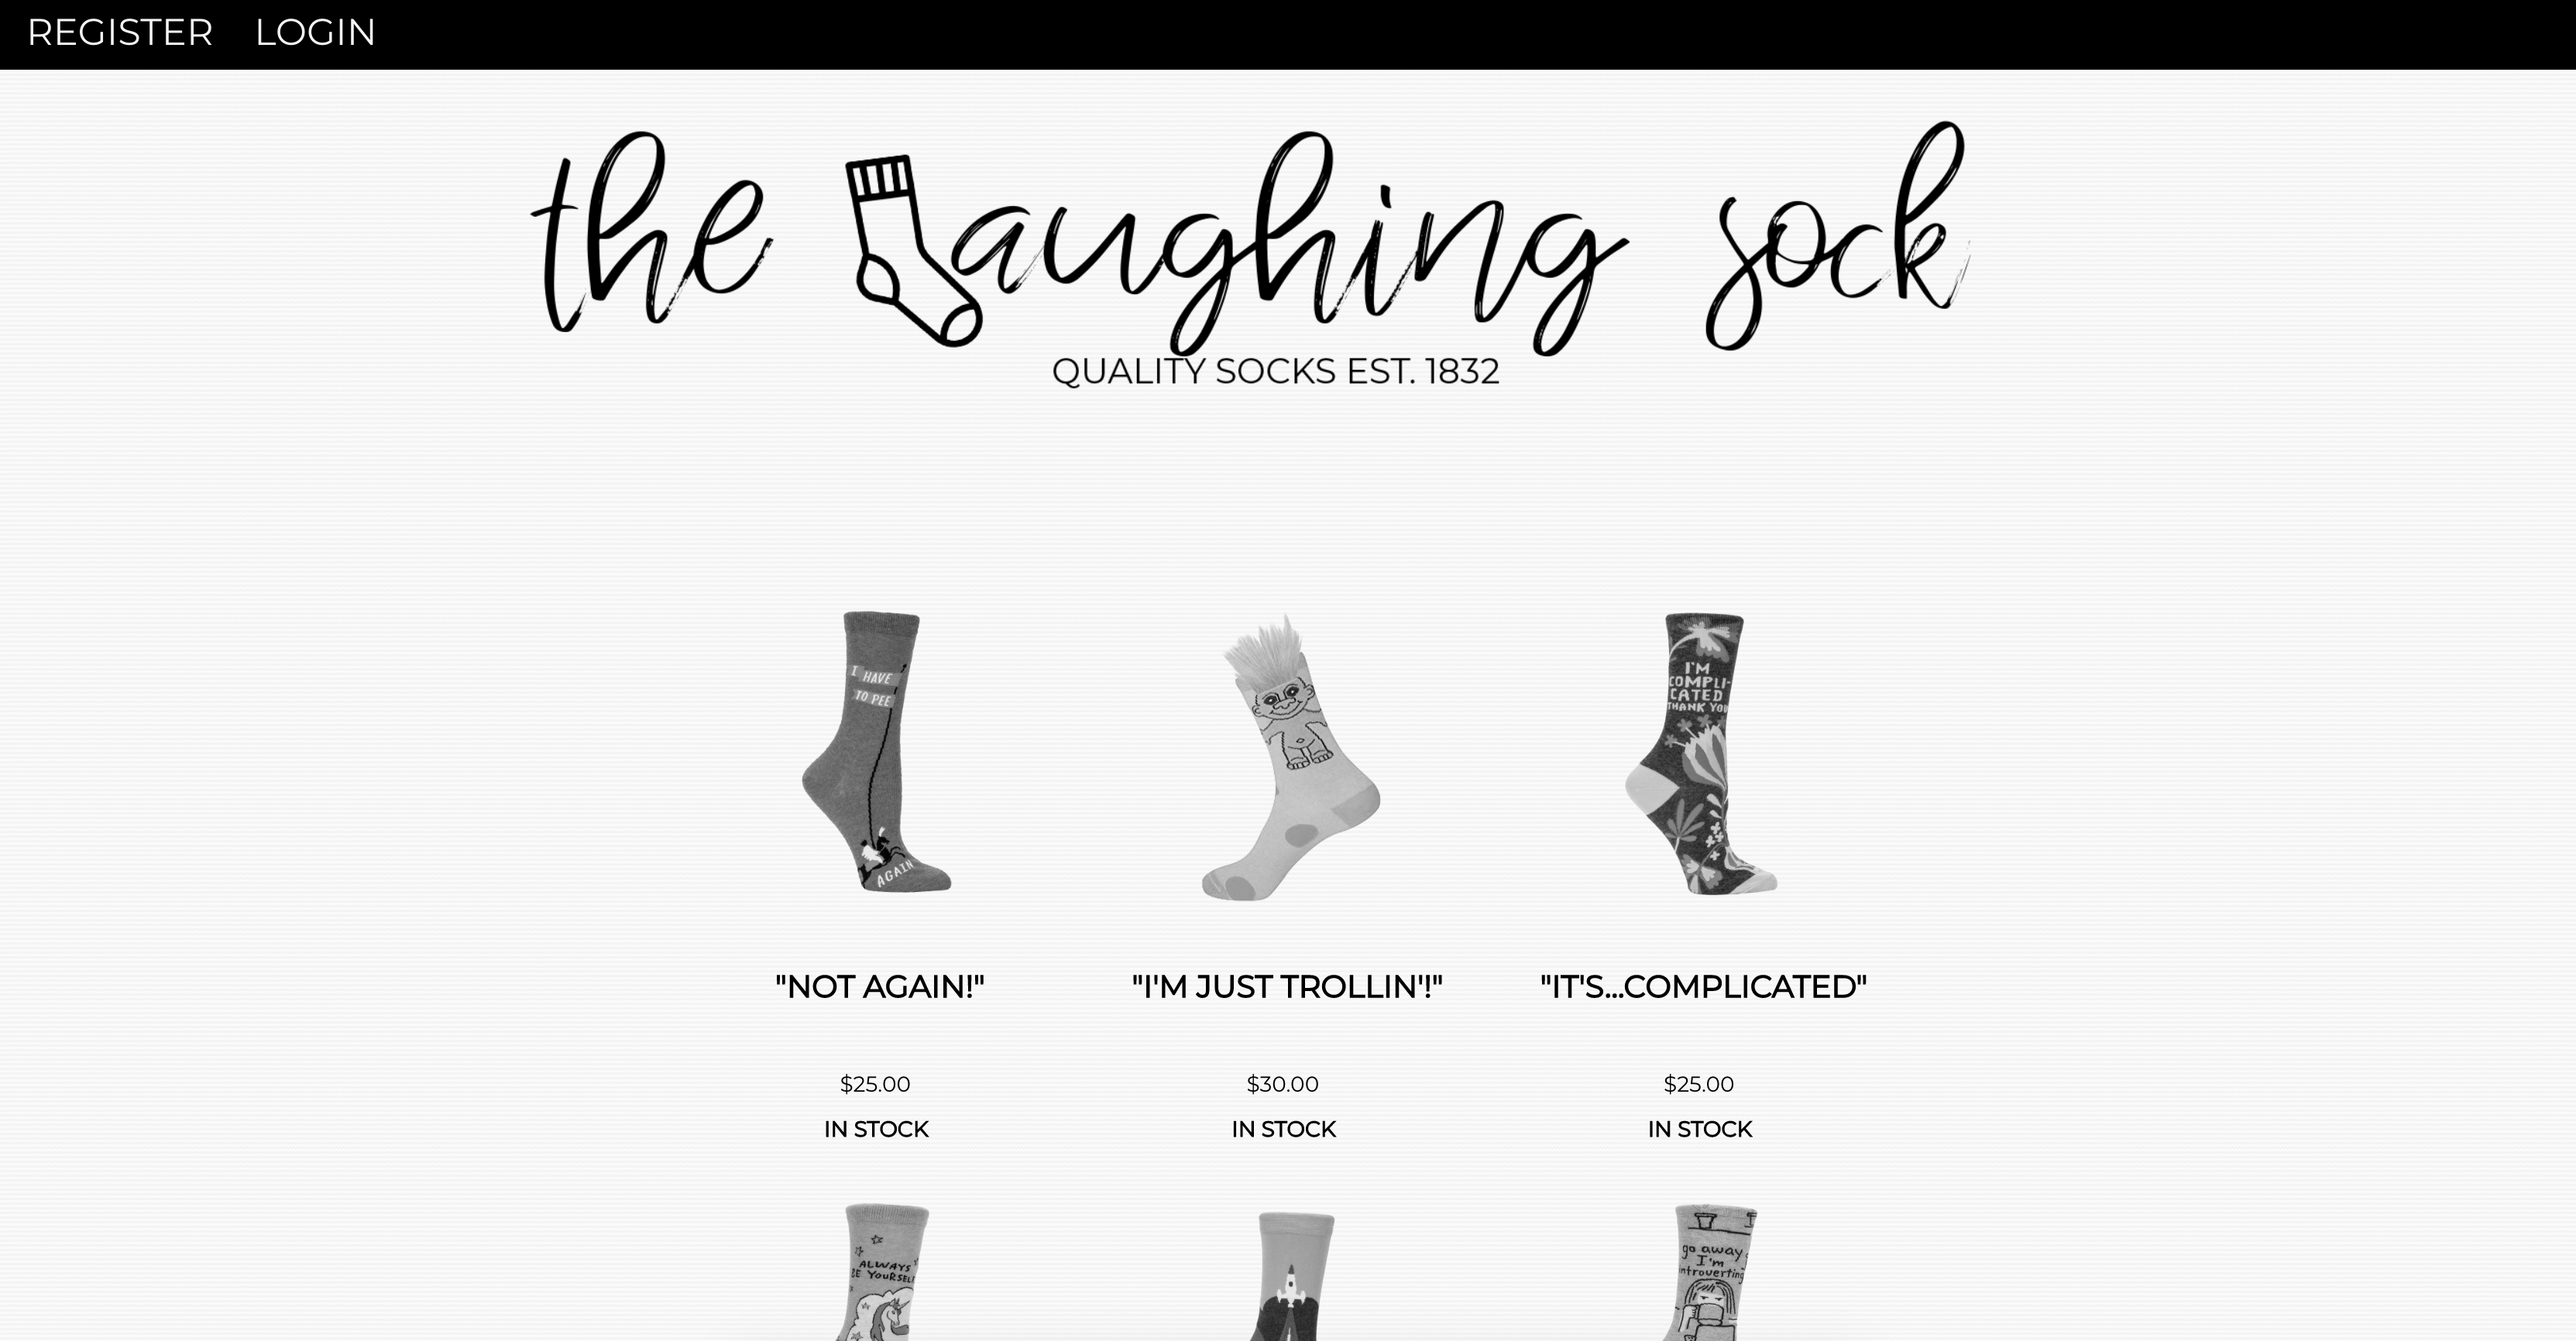 REGISTER LOGIN
the Laughing sock
QUALITY SOCKS EST. 1832
I HAVE
TO PEE
AGAIN
I'M
COMPLI-
CATED
THANK YOU
"NOT AGAIN!" "I'M JUST TROLLIN'!" "IT'S...COMPLICATED"
$25.00 $30.00 $25.00
IN STOCK IN STOCK IN STOCK
ALWAYS
BE YOURSELF
go away
I'm
introverting